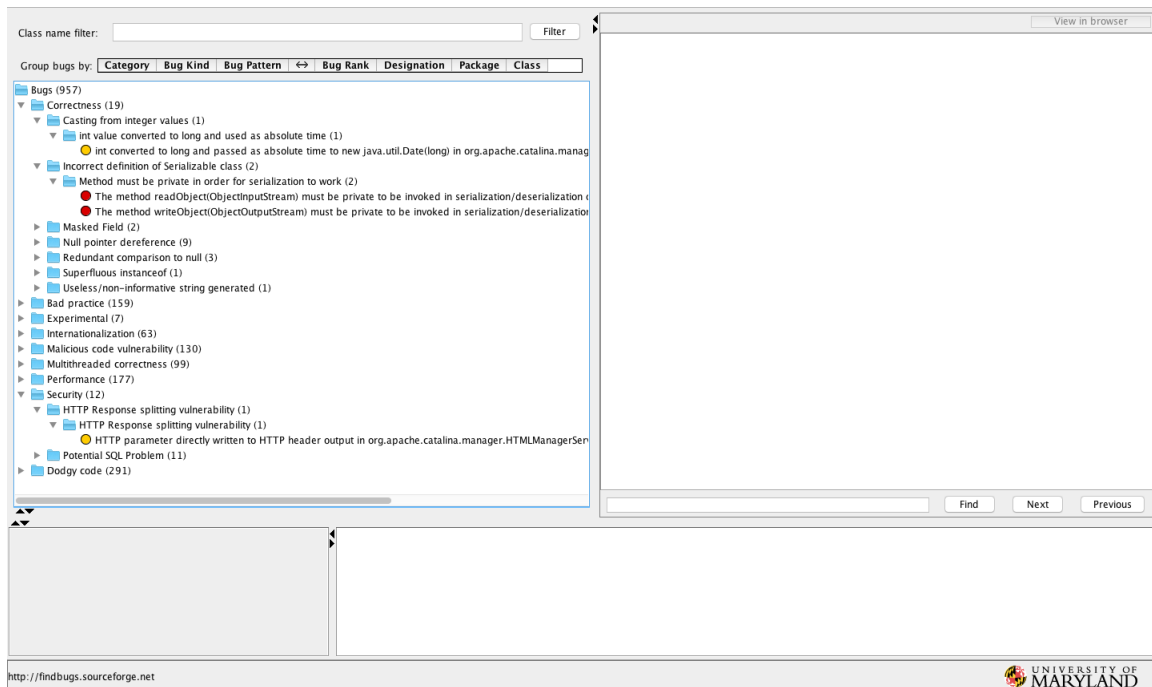 View in browser
Class name filter:
Filter
Group bugs by: Category Bug Kind Bug Pattern ↔ Bug Rank Designation Package Class
Bugs (957)
Correctness (19)
Casting from integer values (1)
int value converted to long and used as absolute time (1)
int converted to long and passed as absolute time to new java.util.Date(long) in org.apache.catalina.manag
Incorrect definition of Serializable class (2)
Method must be private in order for serialization to work (2)
The method readObject(ObjectInputStream) must be private to be invoked in serialization/deserialization
The method writeObject(ObjectOutputStream) must be private to be invoked in serialization/deserialization
Masked Field (2)
Null pointer dereference (9)
Redundant comparison to null (3)
Superfluous instanceof (1)
Useless/non-informative string generated (1)
Bad practice (159)
Experimental (7)
Internationalization (63)
Malicious code vulnerability (130)
Multithreaded correctness (99)
Performance (177)
Security (12)
HTTP Response splitting vulnerability (1)
HTTP Response splitting vulnerability (1)
HTTP parameter directly written to HTTP header output in org.apache.catalina.manager.HTMLManagerSer
Potential SQL Problem (11)
Dodgy code (291)
Find Next Previous
http://findbugs.sourceforge.net
UNIVERSITY OF
MARYLAND